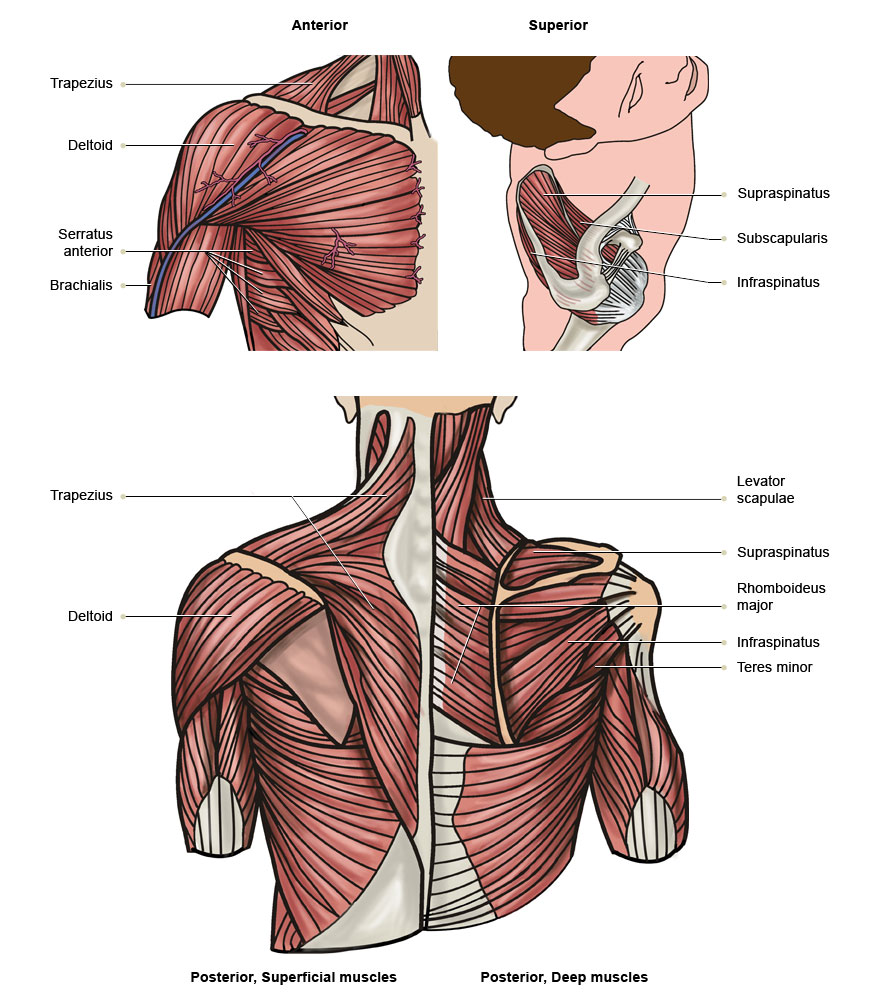 Anterior
Superior
Trapezius
Deltoid
Serratus
anterior
Brachialis
Supraspinatus
Subscapularis
Infraspinatus
Trapezius
Deltoid
Levator
scapulae
Supraspinatus
Rhomboideus
major
Infraspinatus
Teres minor
Posterior, Superficial muscles
Posterior, Deep muscles